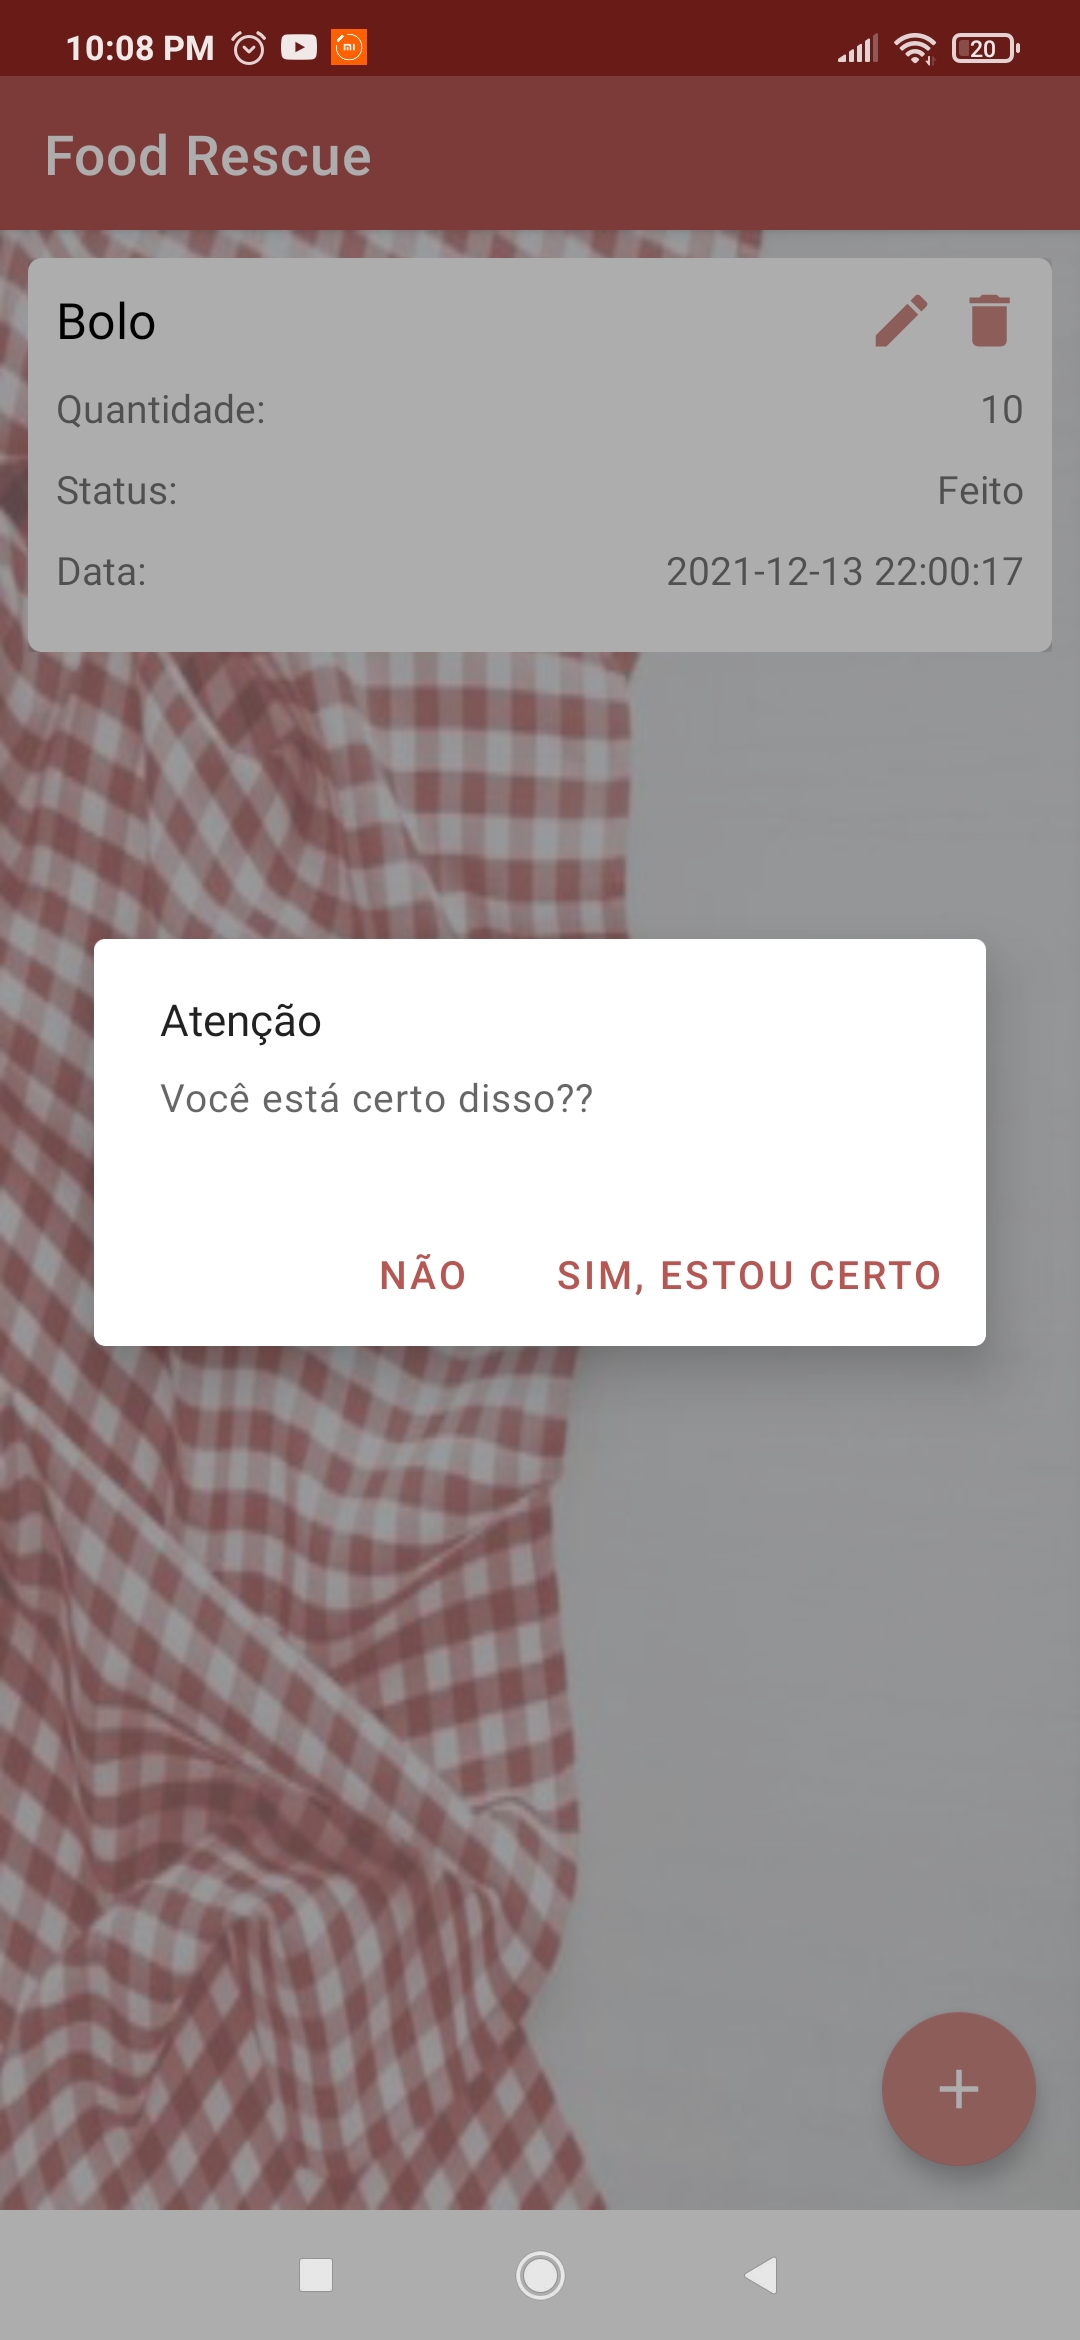 10:08 PM
20
Food Rescue
Bolo
Quantidade: 10
Status: Feito
Data: 2021-12-13 22:00:17
Atenção
Você está certo disso??
NÃO SIM, ESTOU CERTO